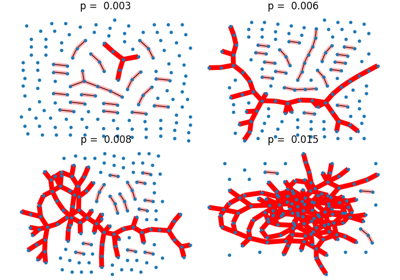 p = 0.003
p = 0.006
p = 0.008
p = 0.015